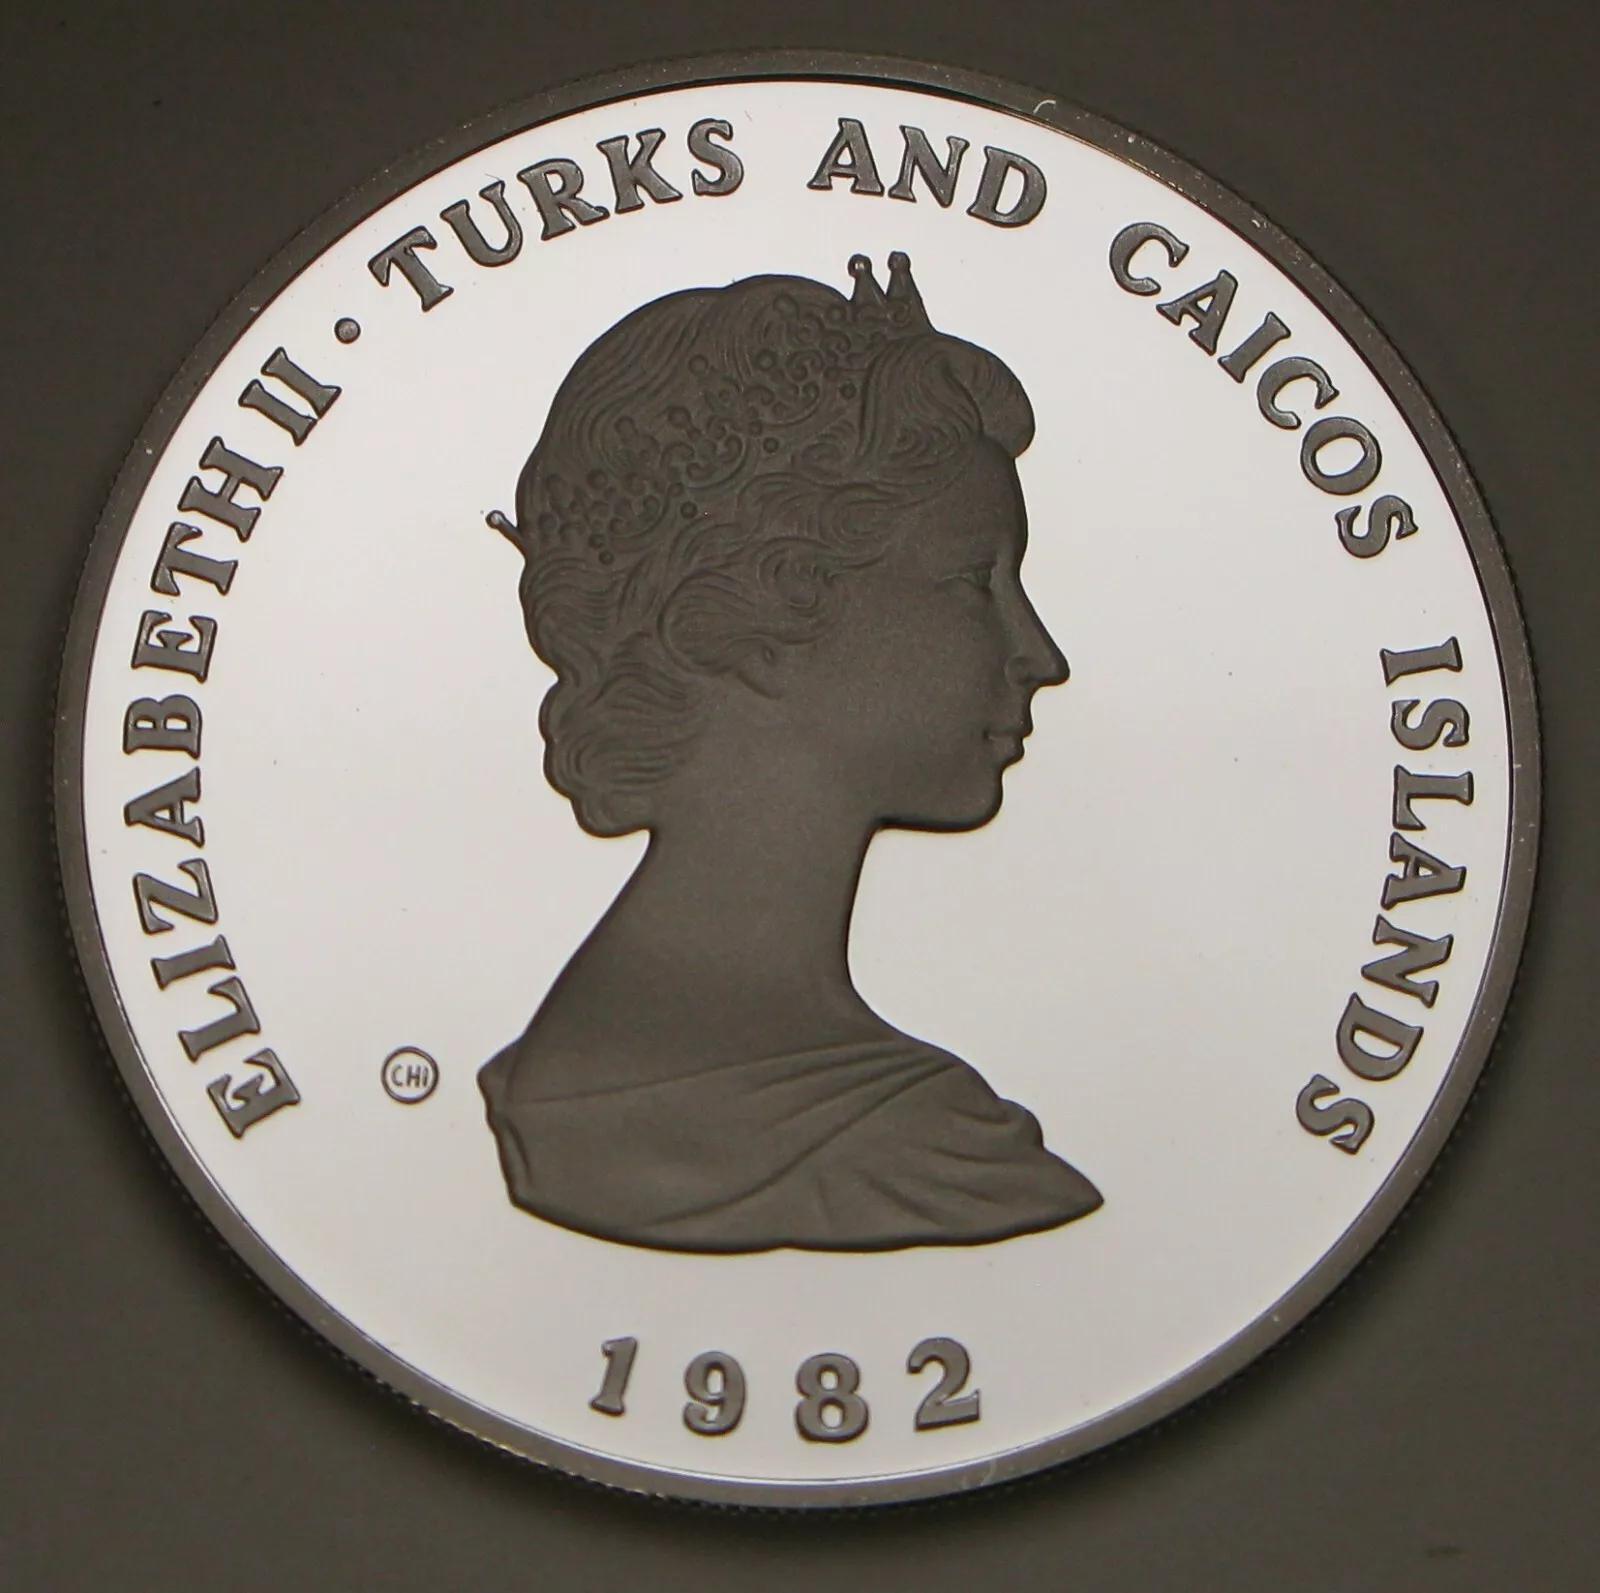 ELIZABETH II · TURKS AND CAICOS ISLANDS
CHI
1982